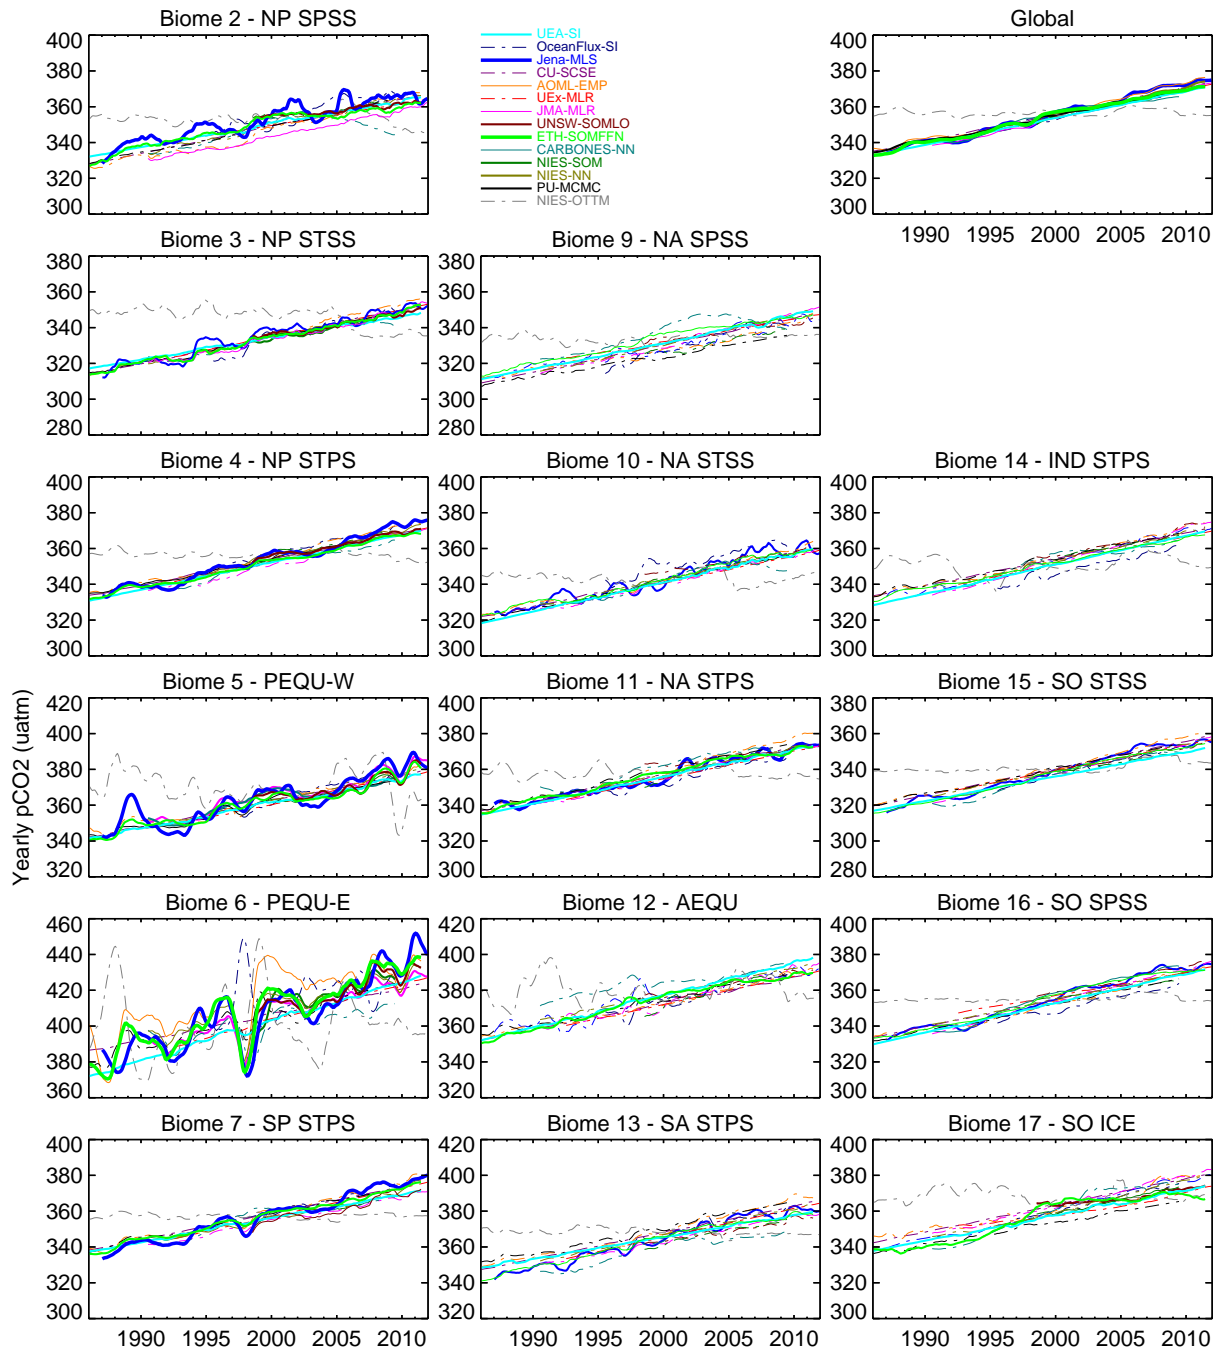 Biome 2 - NP SPSS
400
380
360
340
320
300
UEA-SI
OceanFlux-SI
Jena-MLS
CU-SCSE
AOML-EMP
UEx-MLR
JMA-MLR
UNSW-SOMLO
ETH-SOMFFN
CARBONES-NN
NIES-SOM
NIES-NN
PU-MCMC
NIES-OTTM
Global
400
380
360
340
320
300
1990 1995 2000 2005 2010
Biome 3 - NP STSS
380
360
340
320
300
280
Biome 9 - NA SPSS
380
360
340
320
300
280
Biome 4 - NP STPS
400
380
360
340
320
300
Biome 10 - NA STSS
400
380
360
340
320
300
Biome 14 - IND STPS
400
380
360
340
320
300
Yearly pCO2 (uatm)
Biome 5 - PEQU-W
420
400
380
360
340
320
Biome 11 - NA STPS
400
380
360
340
320
300
Biome 15 - SO STSS
380
360
340
320
300
280
Biome 6 - PEQU-E
460
440
420
400
380
360
Biome 12 - AEQU
420
400
380
360
340
320
Biome 16 - SO SPSS
400
380
360
340
320
300
Biome 7 - SP STPS
400
380
360
340
320
300
1990 1995 2000 2005 2010
Biome 13 - SA STPS
420
400
380
360
340
320
1990 1995 2000 2005 2010
Biome 17 - SO ICE
400
380
360
340
320
300
1990 1995 2000 2005 2010